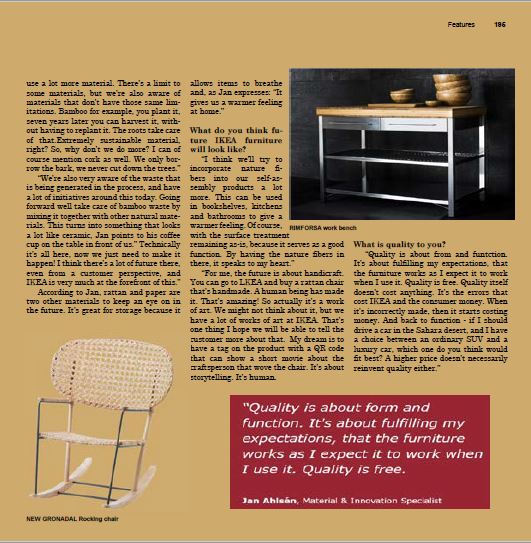 Features 186
use a lot more material. There's a limit to
some materials, but we're also aware of
materials that don't have those same lim-
itations. Bamboo for example, you plant it,
seven years later you can harvest it, with-
out having to replant it. The roots take care
of that.Extremely sustainable material,
right? So, why don't we do more? I can of
course mention cork as well. We only bor-
row the bark, we never cut down the trees."
"We're also very aware of the waste that
is being generated in the process, and have
a lot of initiatives around this today. Going
forward well take care of bamboo waste by
mixing it together with other natural mate-
rials. This turns into something that looks
a lot like ceramic, Jan points to his coffee
cup on the table in front of us." Technically
it's all here, now we just need to make it
happen! I think there's a lot of future there,
even from a customer perspective, and
IKEA is very much at the forefront of this."
According to Jan, rattan and paper are
two other materials to keep an eye on in
the future. It's great for storage because it
allows items to breathe
and, as Jan expresses: "It
gives us a warmer feeling
at home."
What do you think fu-
ture IKEA furniture
will look like?
"I think we'll try to
incorporate nature fi-
bers into our self-as-
sembly products a lot
more. This can be used
in bookshelves, kitchens
and bathrooms to give a
warmer feeling. Of course,
with the surface treatment
remaining as-is, because it serves as a good
function. By having the nature fibers in
there, it speaks to my heart."
"For me, the future is about handicraft.
You can go to LKEA and buy a rattan chair
that's handmade. A human being has made
it. That's amazing! So actually it's a work
of art. We might not think about it, but we
have a lot of works of art at IKEA. That's
one thing I hope we will be able to tell the
customer more about that. My dream is to
have a tag on the product with a QR code
that can show a short movie about the
craftsperson that wove the chair. It's about
storytelling. It's human.
RIMFORSA work bench
What is quality to you?
"Quality is about from and functction.
It's about fulfilling my expectations, that
the furniture works as I expect it to work
when I use it. Quality is free. Quality itself
doesn't cost anything. It's the errors that
cost IKEA and the consumer money. When
it's incorrectly made, then it starts costing
money. And back to function - if I should
drive a car in the Sahara desert, and I have
a choice between an ordinary SUV and a
luxury car, which one do you think would
fit best? A higher price doesn't necessarily
reinvent quality either."
"Quality is about form and
function. It's about fulfilling my
expectations, that the furniture
works as I expect it to work when
I use it. Quality is free.
Jan Ahlsén, Material & Innovation Specialist
NEW GRONADAL Rocking chair